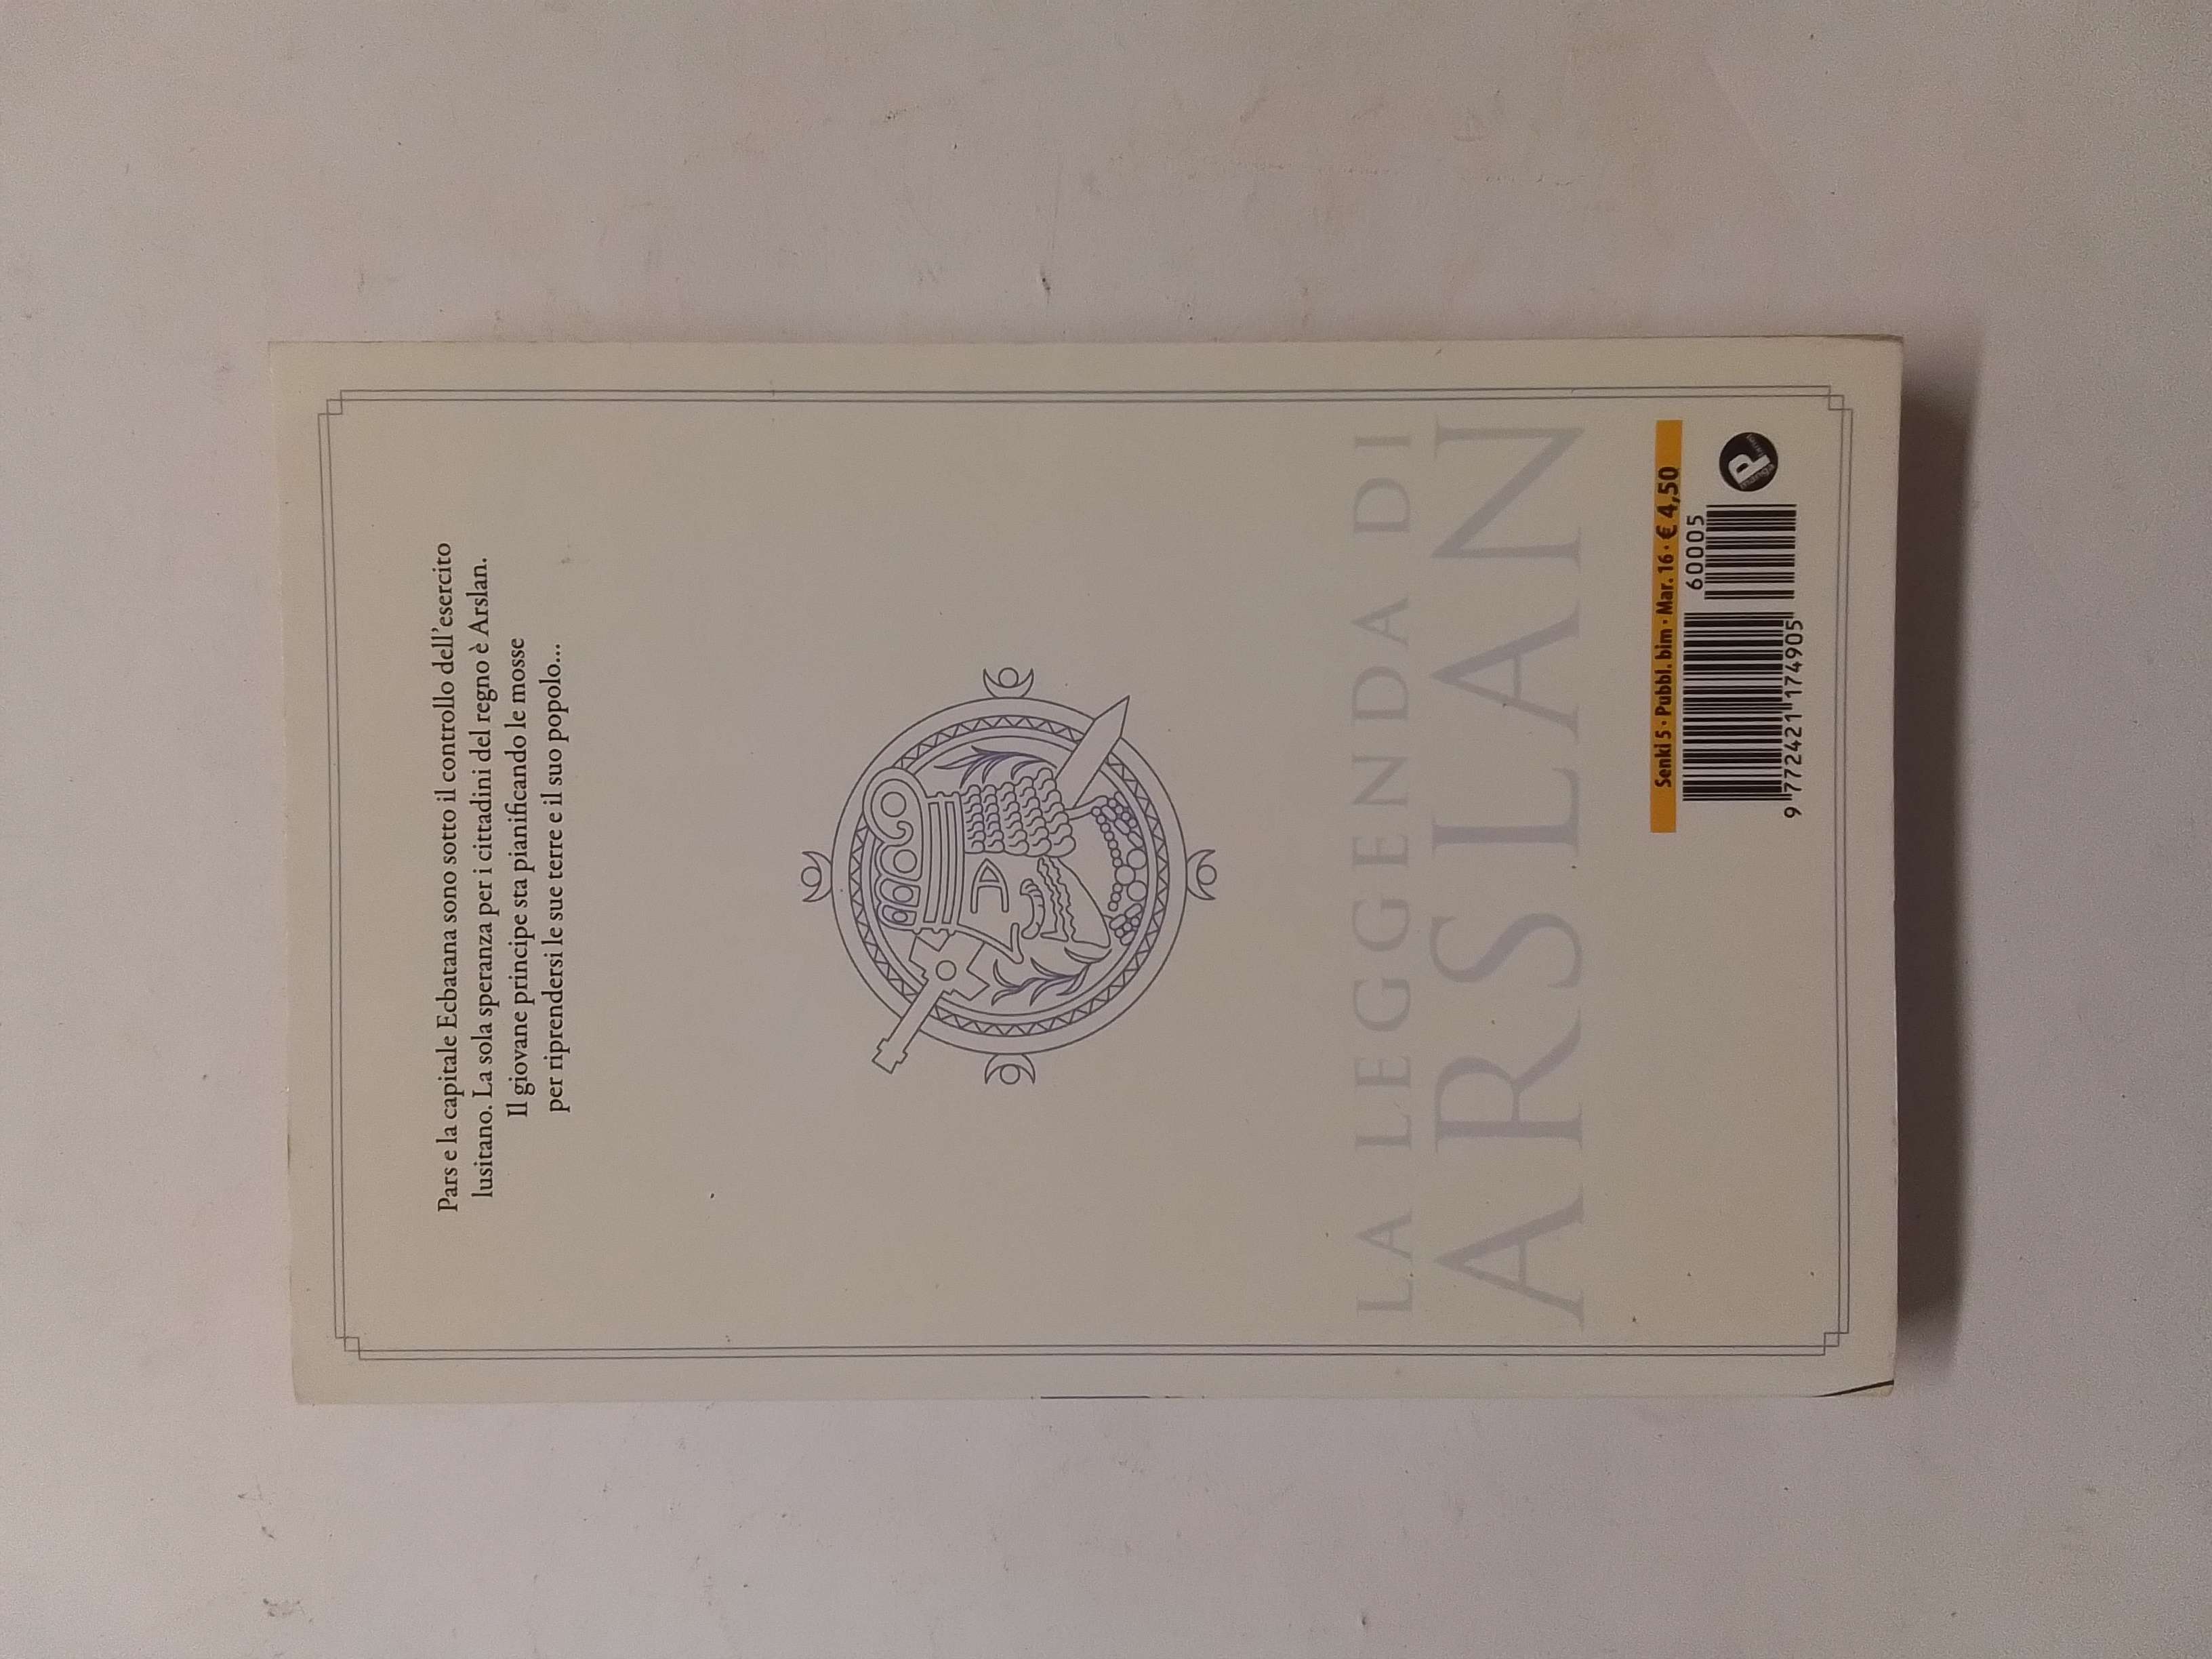 Pars e la capitale Ecbatana sono sotto il controllo dell'esercito
lusitano. La sola speranza per i cittadini del regno è Arslan.
Il giovane principe sta pianificando le mosse
per riprendersi le sue terre e il suo popolo...
LA LEGGENDA DI
ARSLAN
Senki 5 • Pubbl. bim • Mar. 16 • € 4,50
60005
9 772421 174905
P